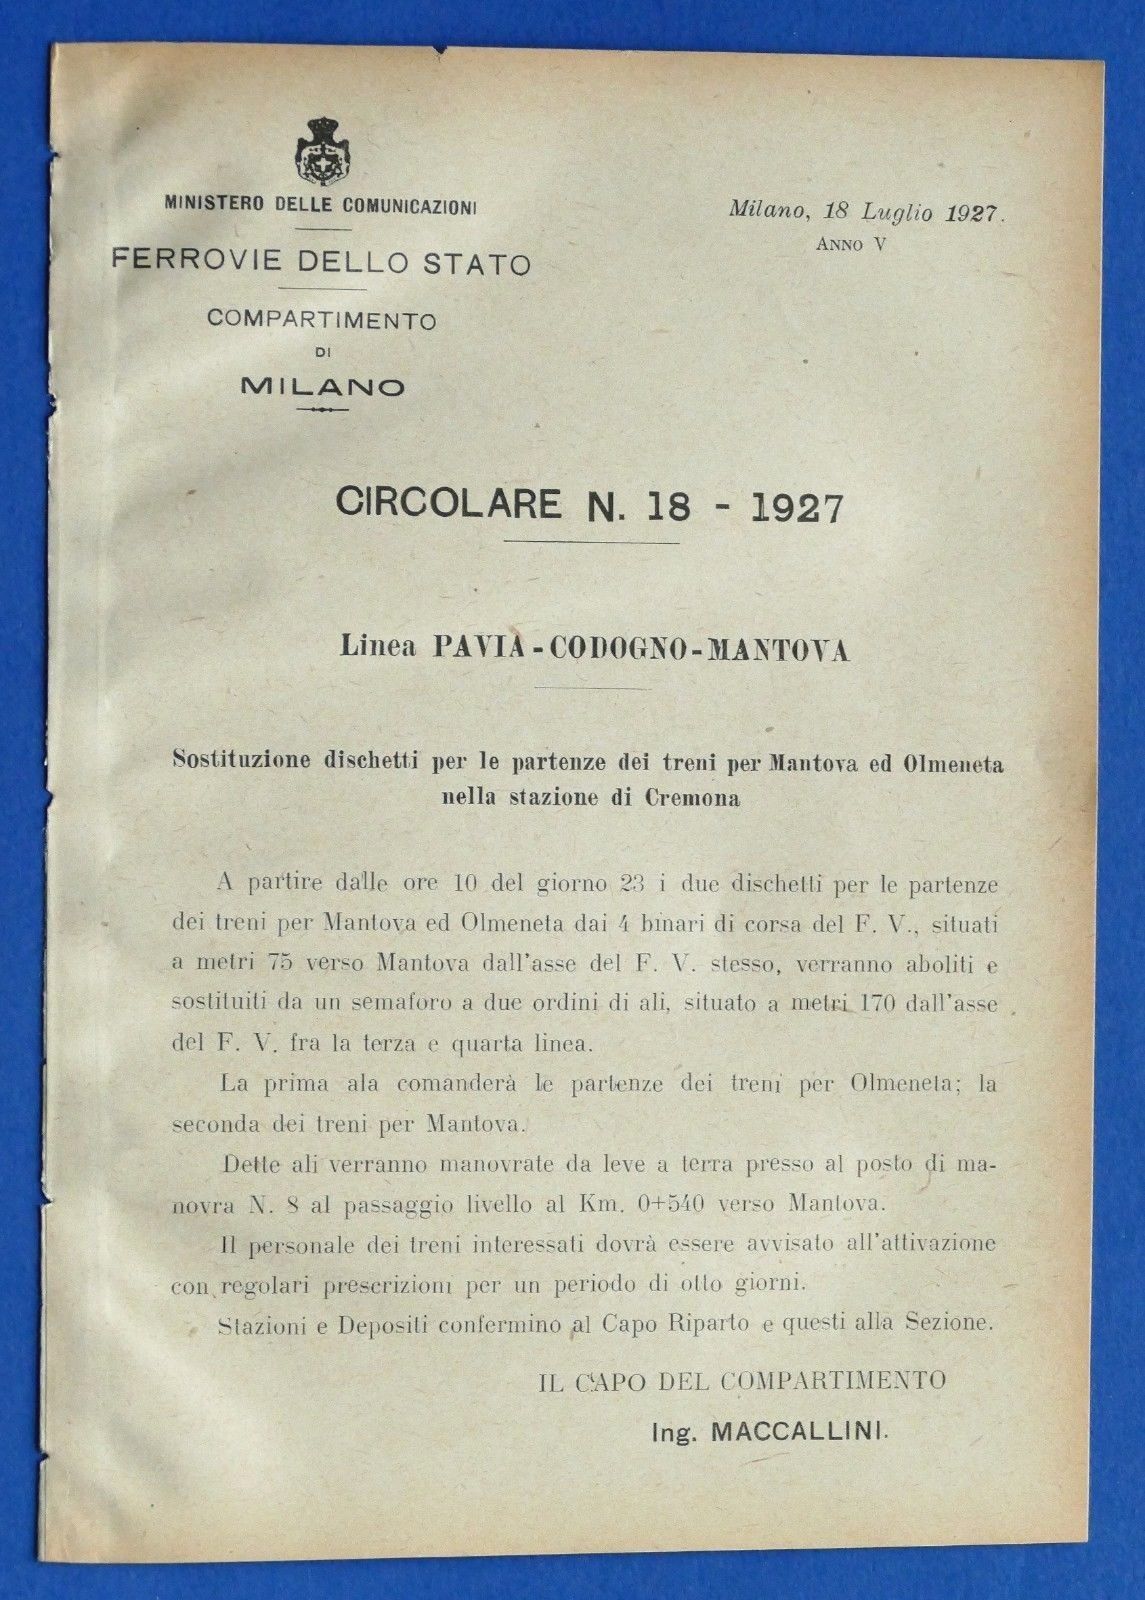 MINISTERO DELLE COMUNICAZIONI
FERROVIE DELLO STATO
COMPARTIMENTO
DI
MILANO
Milano, 18 Luglio 1927.
ANNO V
CIRCOLARE N. 18 - 1927
Linea PAVIA-CODOGNO-MANTOVA
Sostituzione dischetti per le partenze dei treni per Mantova ed Olmeneta
nella stazione di Cremona
A partire dalle ore 10 del giorno 23 i due dischetti per le partenze
dei treni per Mantova ed Olmeneta dai 4 binari di corsa del F. V., situati
a metri 75 verso Mantova dall'asse del F. V. stesso, verranno aboliti e
sostituiti da un semaforo a due ordini di ali, situato a metri 170 dall'asse
del F. V. fra la terza e quarta linea.
La prima ala comanderà le partenze dei treni per Olmeneta; la
seconda dei treni per Mantova.
Dette ali verranno manovrate da leve a terra presso al posto di ma-
novra N. 8 al passaggio livello al Km. 0+540 verso Mantova.
Il personale dei treni interessati dovrà essere avvisato all'attivazione
con regolari prescrizioni per un periodo di otto giorni.
Stazioni e Depositi confermino al Capo Riparto e questi alla Sezione.
IL CAPO DEL COMPARTIMENTO
Ing. MACCALLINI.